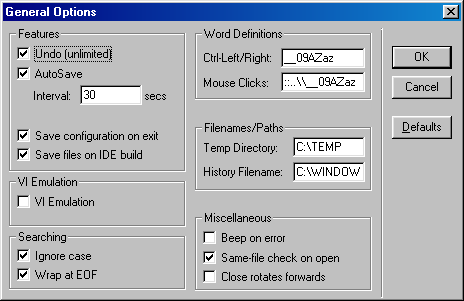 General Options
Features
Undo (unlimited)
AutoSave
Interval: 30 secs
Save configuration on exit
Save files on IDE build
VI Emulation
VI Emulation
Searching
Ignore case
Wrap at EOF
Word Definitions
Ctrl-Left/Right: __09AZaz
Mouse Clicks: ::..\\__09AZaz
Filenames/Paths
Temp Directory: C:\TEMP
History Filename: C:\WINDOW
Miscellaneous
Beep on error
Same-file check on open
Close rotates forwards
OK
Cancel
Defaults